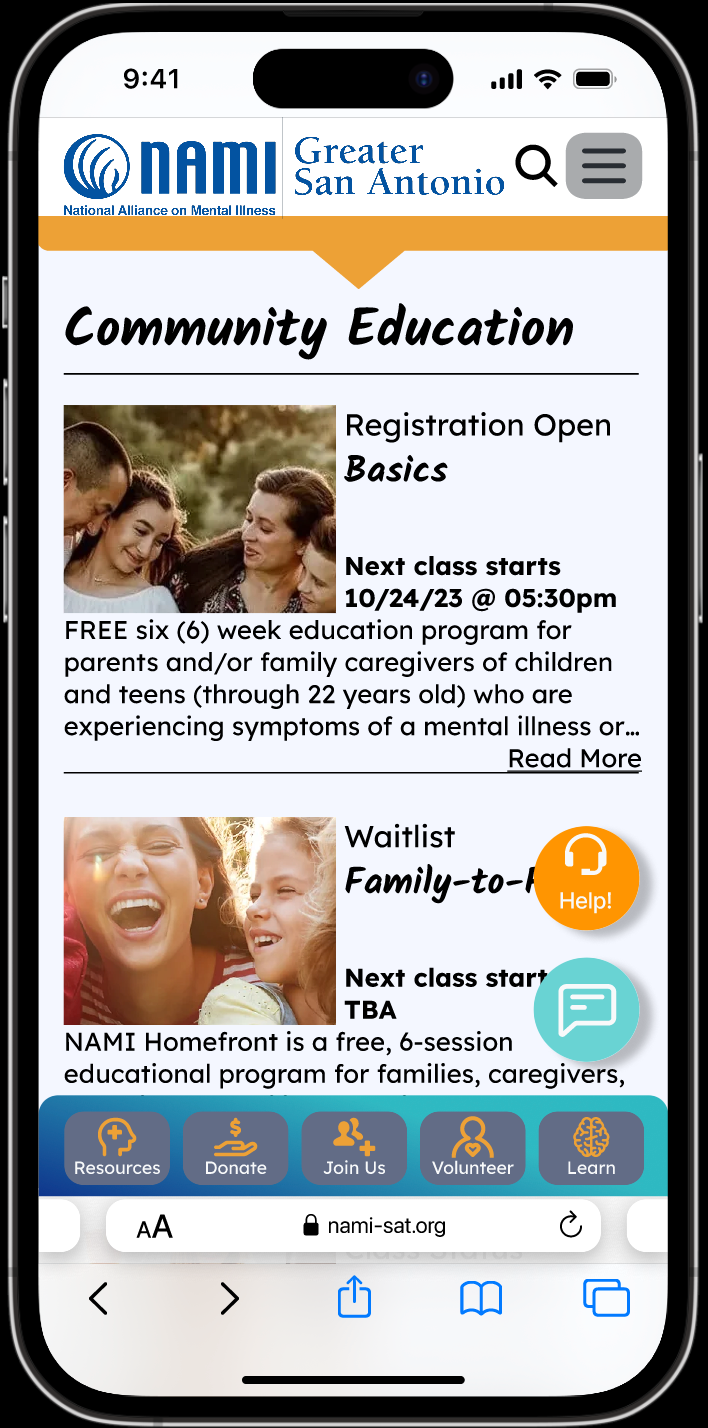 9:41
NAMI
National Alliance on Mental Illness
Greater
San Antonio
Community Education
Registration Open
Basics
Next class starts
10/24/23 @ 05:30pm
FREE six (6) week education program for
parents and/or family caregivers of children
and teens (through 22 years old) who are
experiencing symptoms of a mental illness or...
Read More
Waitlist
Family-to-
Help!
Next class start
TBA
NAMI Homefront is a free, 6-session
educational program for families, caregivers,
Resources
Donate
Join Us
Volunteer
Learn
AA
nami-sat.org
Class Status